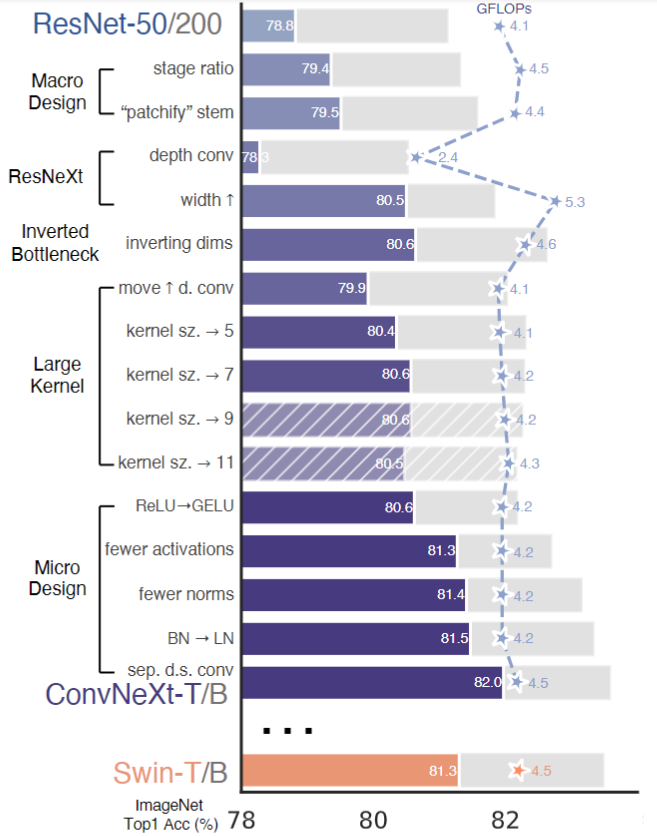 GFLOPs
ResNet-50/200 78.8 4.1
Macro Design
stage ratio 79.4 4.5
“patchify” stem 79.5 4.4
ResNeXt
depth conv 78.3 2.4
width ↑ 80.5 5.3
Inverted Bottleneck
inverting dims 80.6 4.6
Large Kernel
move ↑ d. conv 79.9 4.1
kernel sz. → 5 80.4 4.1
kernel sz. → 7 80.6 4.2
kernel sz. → 9 80.6 4.2
kernel sz. → 11 80.5 4.3
Micro Design
ReLU→GELU 80.6 4.2
fewer activations 81.3 4.2
fewer norms 81.4 4.2
BN → LN 81.5 4.2
sep. d.s. conv
ConvNeXt-T/B 82.0 4.5
...
Swin-T/B 81.3 4.5
ImageNet
Top1 Acc (%) 78 80 82